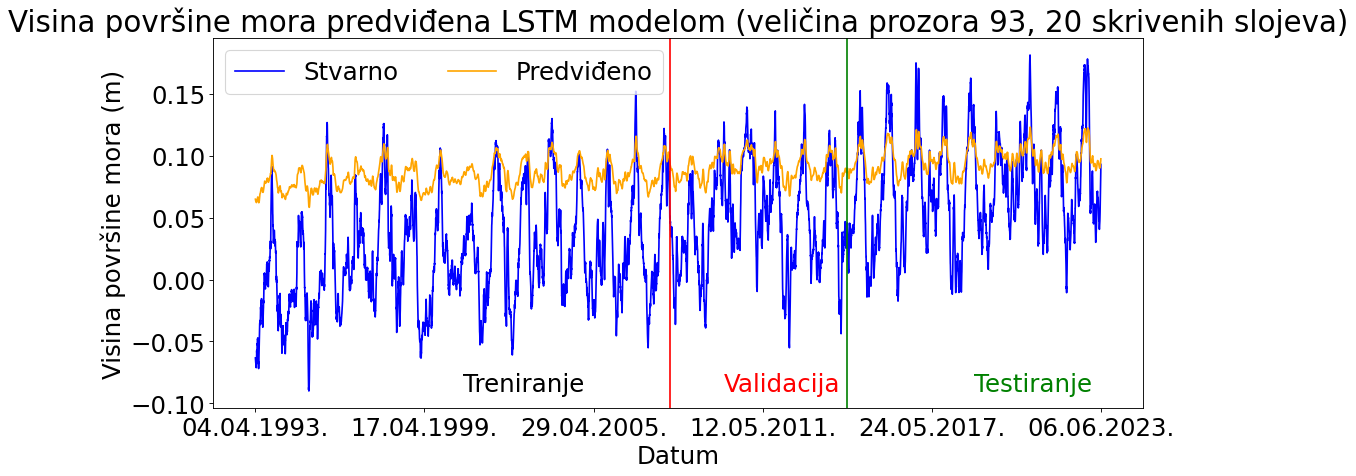 Visina površine mora predviđena LSTM modelom (veličina prozora 93, 20 skrivenih slojeva)
Stvarno
Predviđeno
Visina površine mora (m)
0.15
0.10
0.05
0.00
−0.05
−0.10
Treniranje
Validacija
Testiranje
04.04.1993.
17.04.1999.
29.04.2005.
12.05.2011.
24.05.2017.
06.06.2023.
Datum